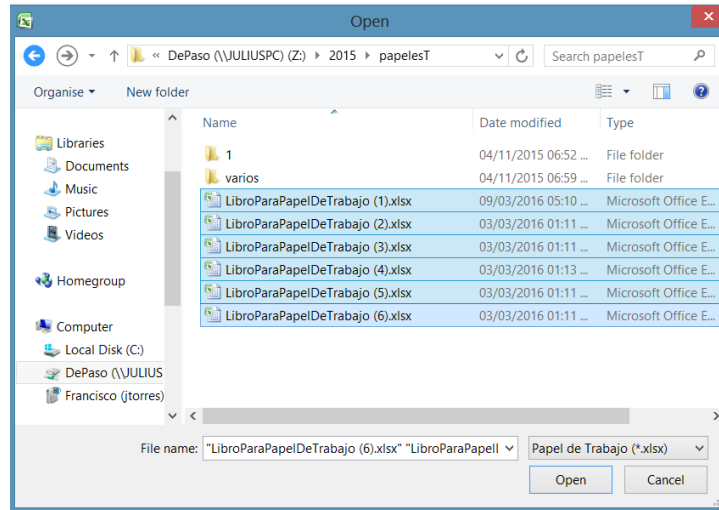 Open
« DePaso (\\JULIUSPC) (Z:) 2015 papelesT Search papelesT
Organise New folder
Name Date modified Type
Libraries
Documents
Music
Pictures
Videos
Homegroup
Computer
Local Disk (C:)
DePaso (\\JULIUS
Francisco (jtorres)
1 04/11/2015 06:52 ... File folder
varios 04/11/2015 06:59 ... File folder
LibroParaPapelDeTrabajo (1).xlsx 09/03/2016 05:10 ... Microsoft Office E...
LibroParaPapelDeTrabajo (2).xlsx 03/03/2016 01:11 ... Microsoft Office E...
LibroParaPapelDeTrabajo (3).xlsx 03/03/2016 01:11 ... Microsoft Office E...
LibroParaPapelDeTrabajo (4).xlsx 03/03/2016 01:13 ... Microsoft Office E...
LibroParaPapelDeTrabajo (5).xlsx 03/03/2016 01:11 ... Microsoft Office E...
LibroParaPapelDeTrabajo (6).xlsx 03/03/2016 01:11 ... Microsoft Office E...
File name: "LibroParaPapelDeTrabajo (6).xlsx" "LibroParaPapelI Papel de Trabajo (*.xlsx)
Open Cancel